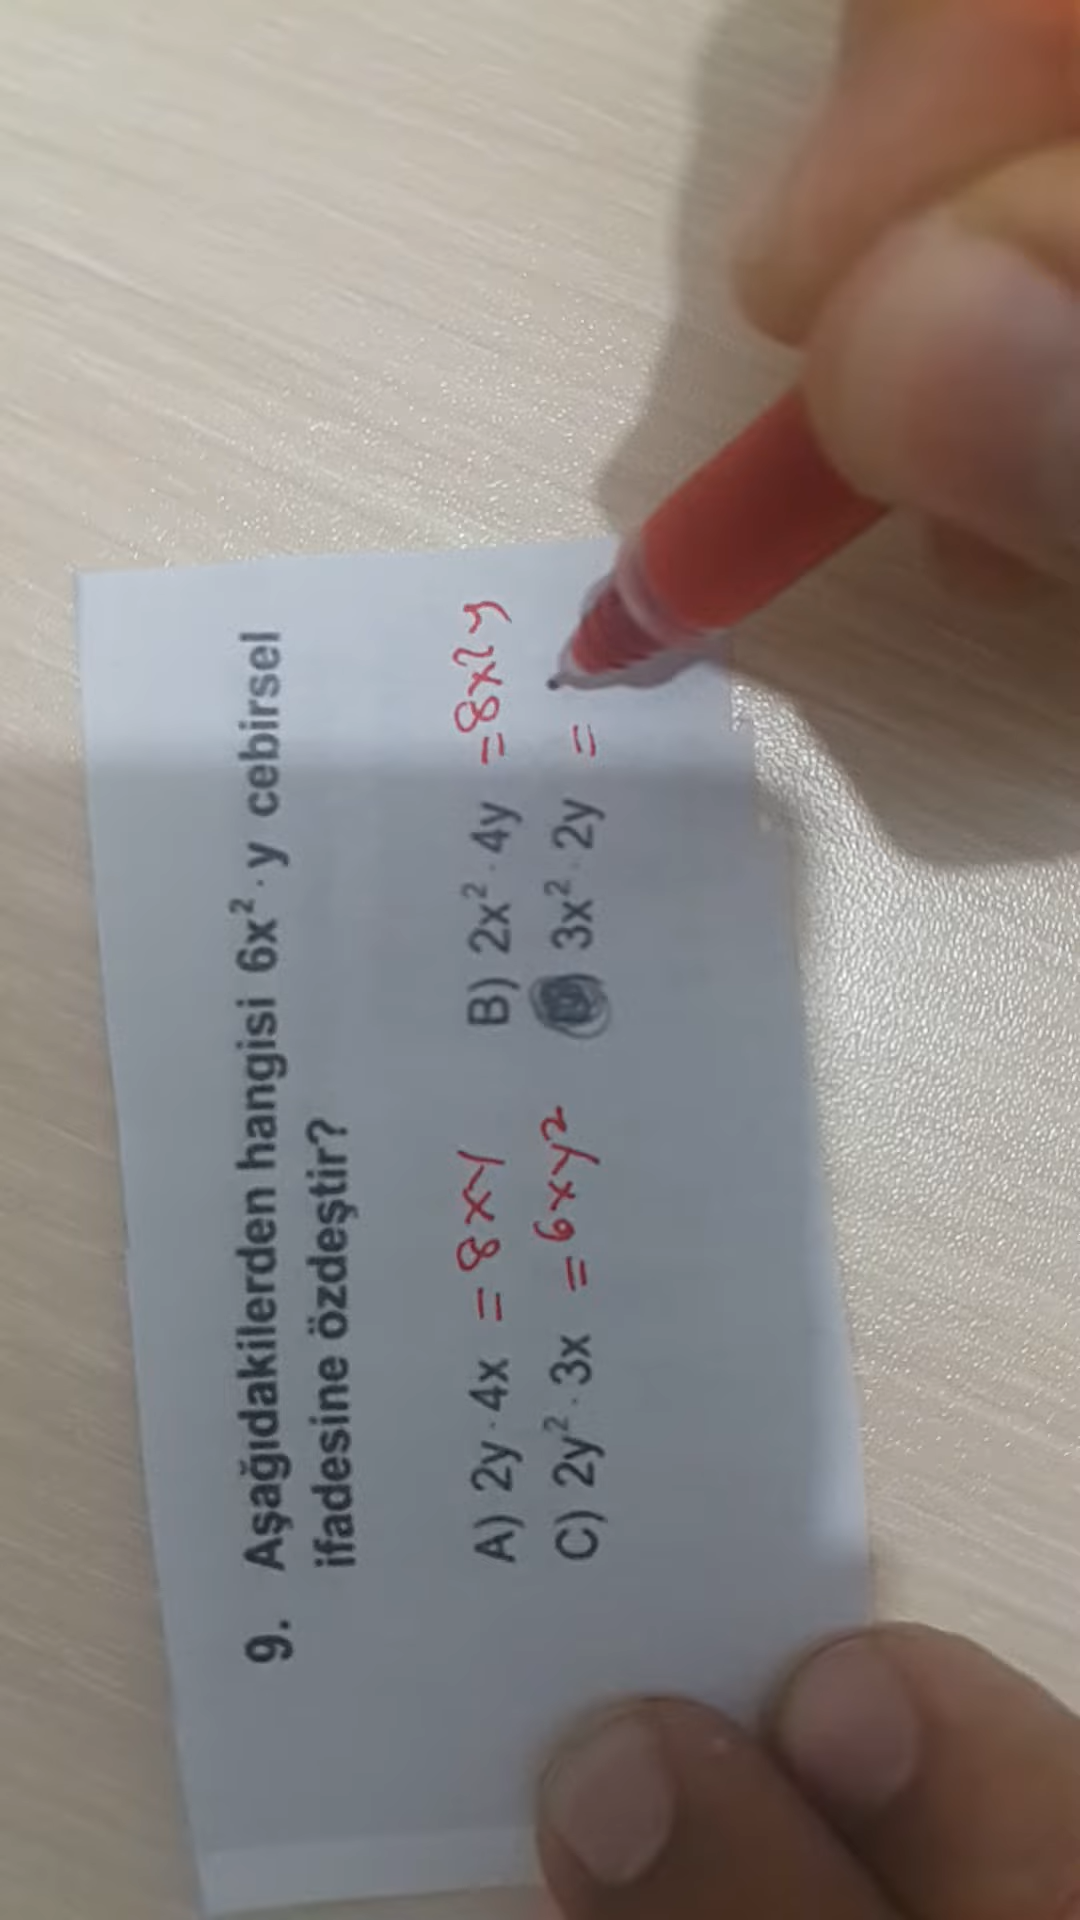 9. Aşağıdakilerden hangisi 6x² · y cebirsel
ifadesine özdeştir?
A) 2y · 4x = 8xy B) 2x² · 4y = 8x²y
C) 2y² · 3x = 6xy² D) 3x² · 2y =